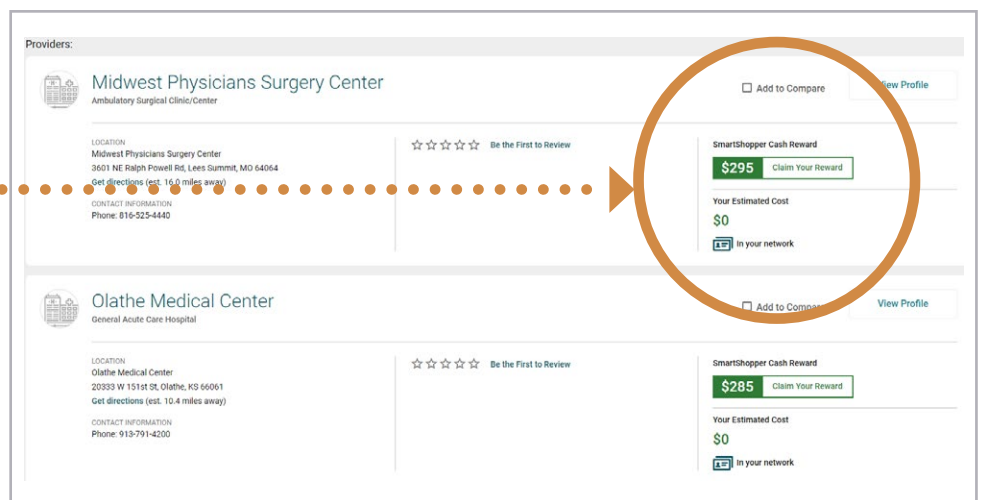 Providers:
Midwest Physicians Surgery Center
Ambulatory Surgical Clinic/Center
Add to Compare
View Profile
LOCATION
Midwest Physicians Surgery Center
3601 NE Ralph Powell Rd, Lees Summit, MO 64064
Get directions (est. 16.0 miles away)
CONTACT INFORMATION
Phone: 816-525-4440
Be the First to Review
SmartShopper Cash Reward
$295 Claim Your Reward
Your Estimated Cost
$0
In your network
Olathe Medical Center
General Acute Care Hospital
Add to Compare
View Profile
LOCATION
Olathe Medical Center
20333 W 151st St, Olathe, KS 66061
Get directions (est. 10.4 miles away)
CONTACT INFORMATION
Phone: 913-791-4200
Be the First to Review
SmartShopper Cash Reward
$285 Claim Your Reward
Your Estimated Cost
$0
In your network